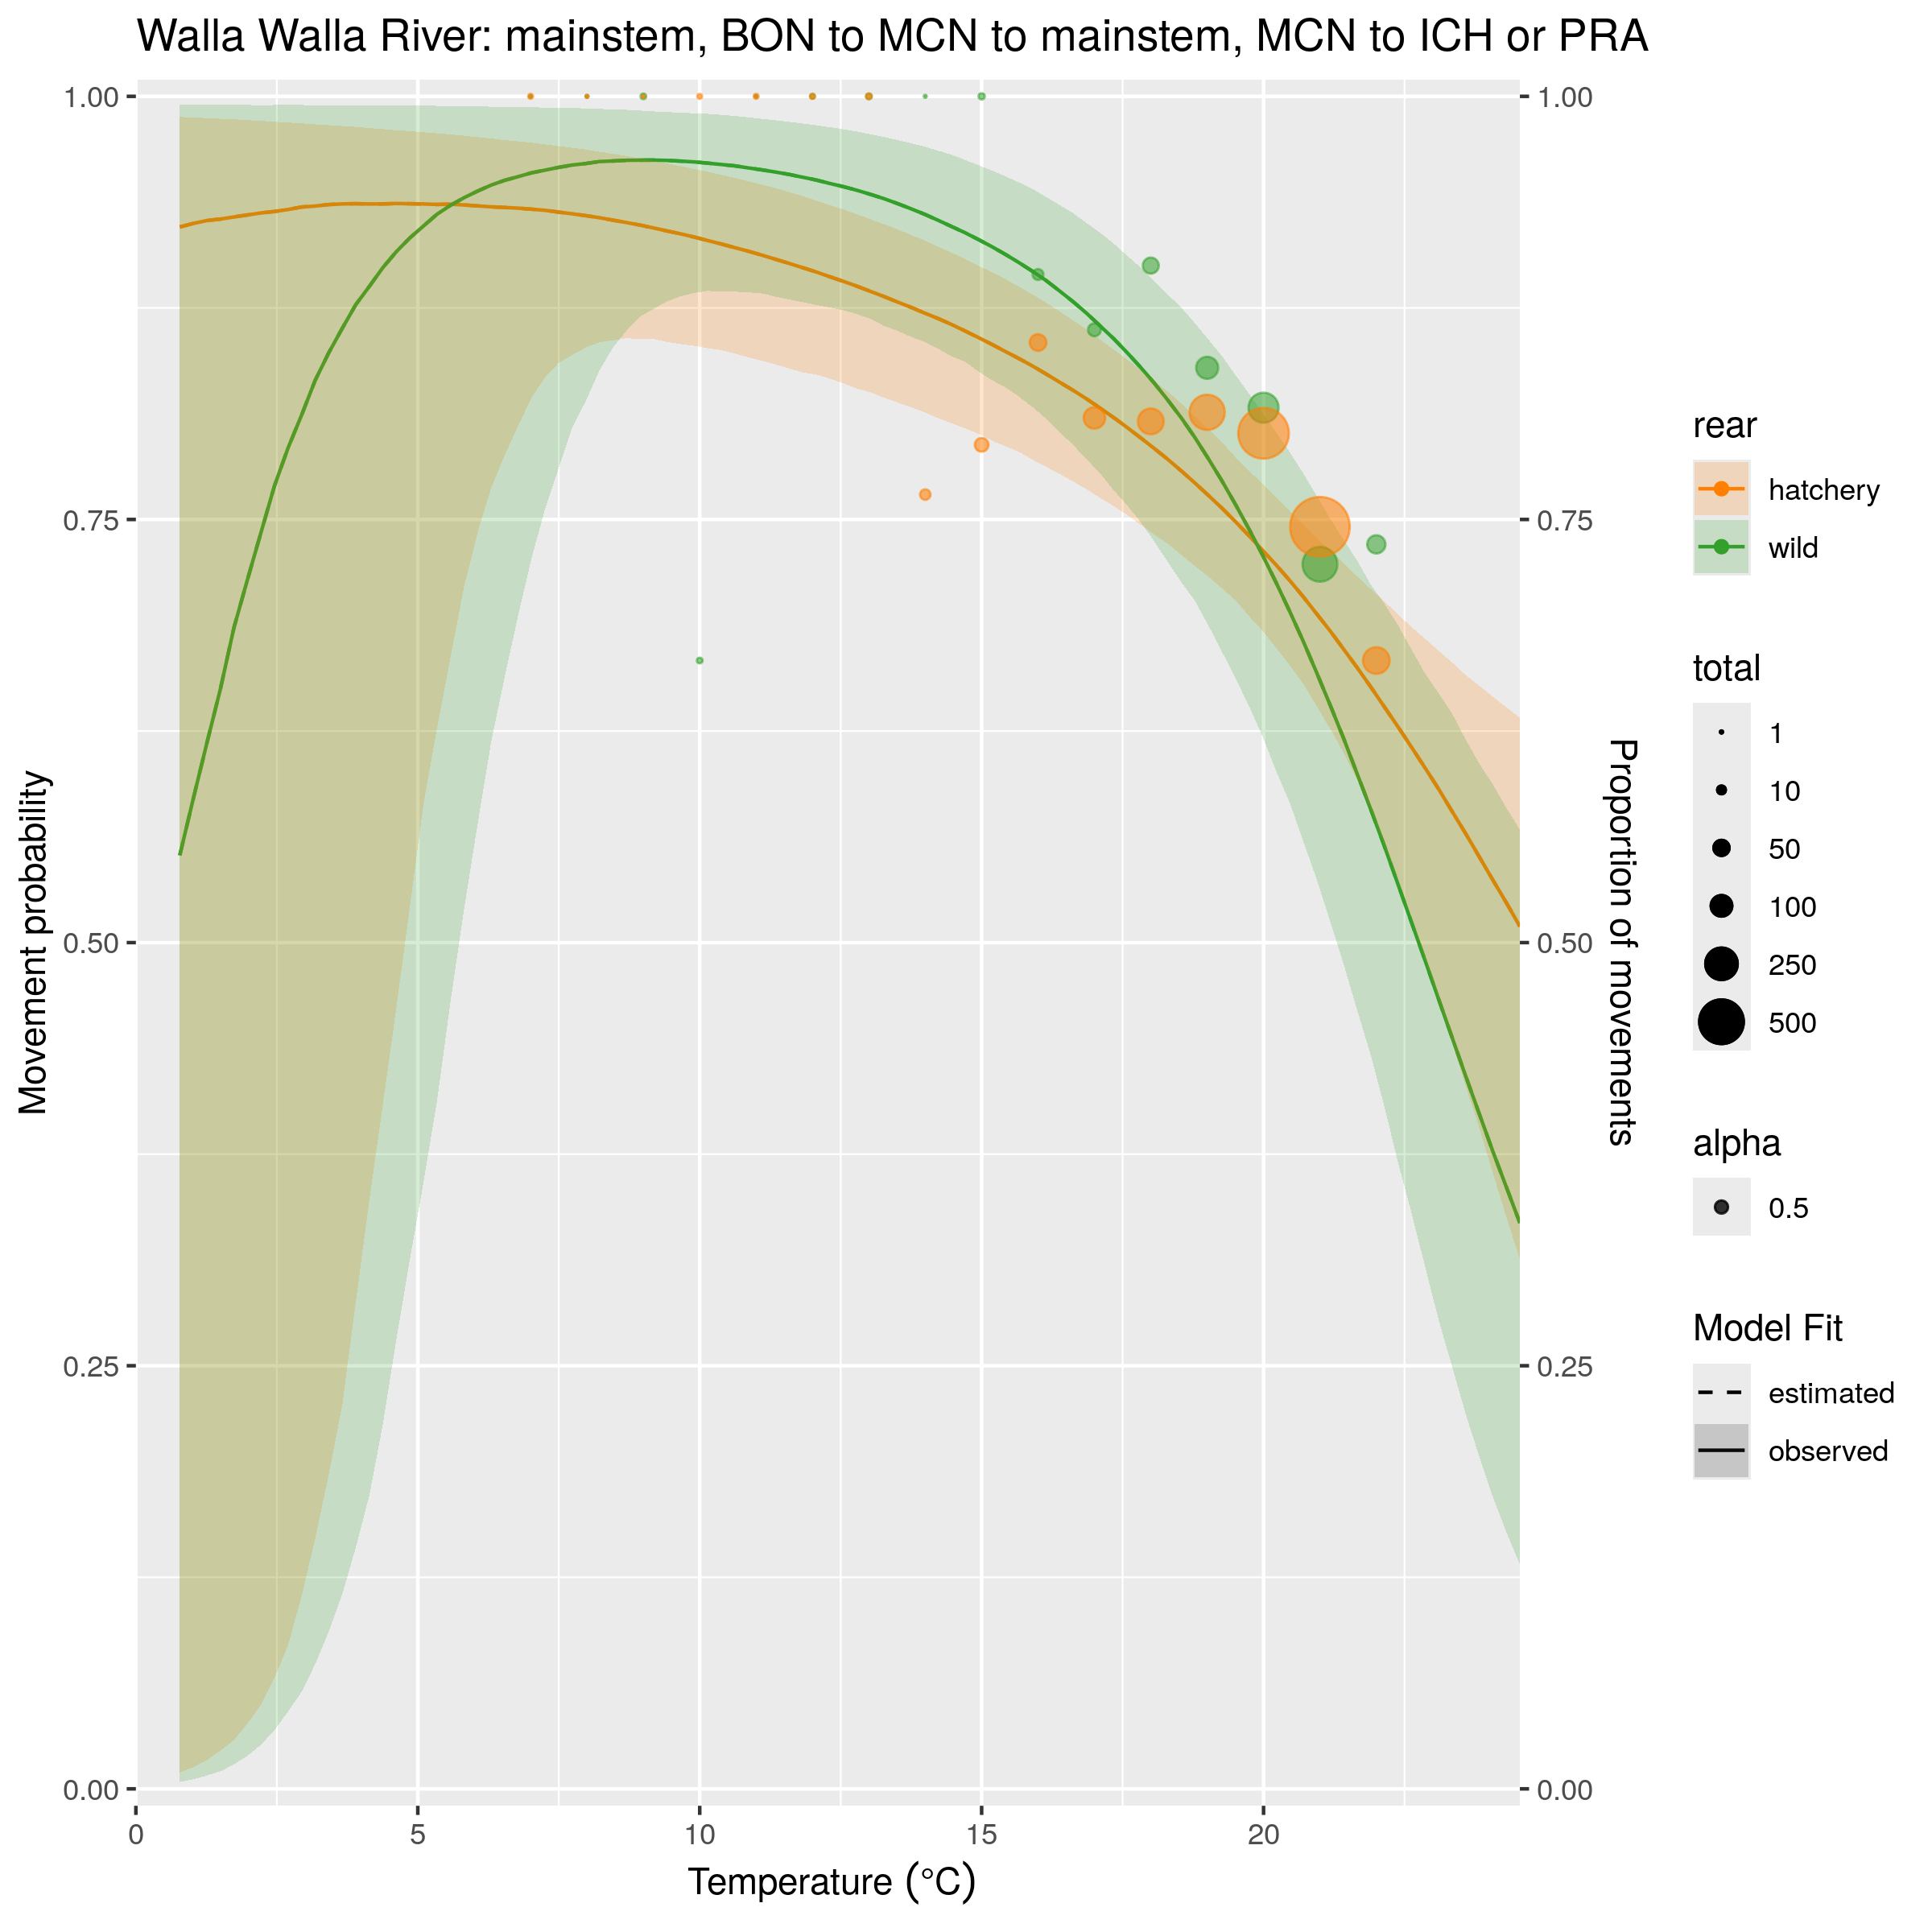 Walla Walla River: mainstem, BON to MCN to mainstem, MCN to ICH or PRA
1.00
0.75
0.50
0.25
0.00
Movement probability
1.00
0.75
0.50
0.25
0.00
Proportion of movements
0
5
10
15
20
Temperature (°C)
rear
hatchery
wild
total
1
10
50
100
250
500
alpha
0.5
Model Fit
estimated
observed